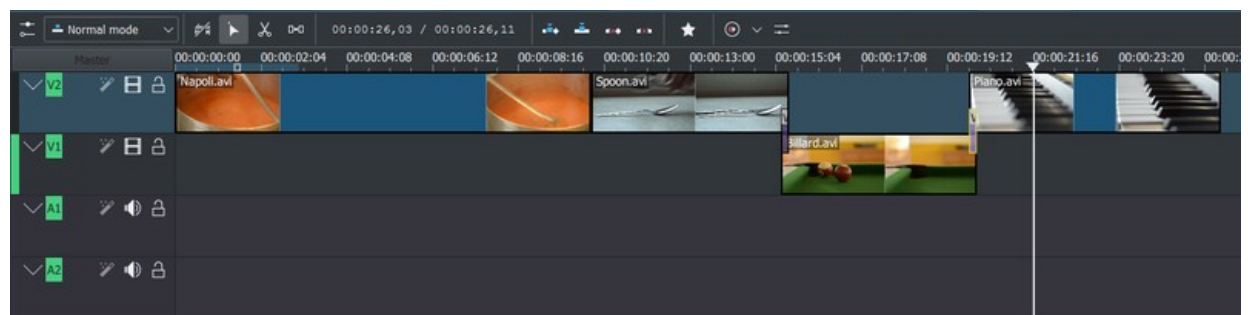 Normal mode 00:00:26,03 / 00:00:26,11
Master 00:00:00:00 00:00:02:04 00:00:04:08 00:00:06:12 00:00:08:16 00:00:10:20 00:00:13:00 00:00:15:04 00:00:17:08 00:00:19:12 00:00:21:16 00:00:23:20 00:00:
V2 Napoli.avi Spoon.avi Piano.avi
V1 Billard.avi
A1
A2